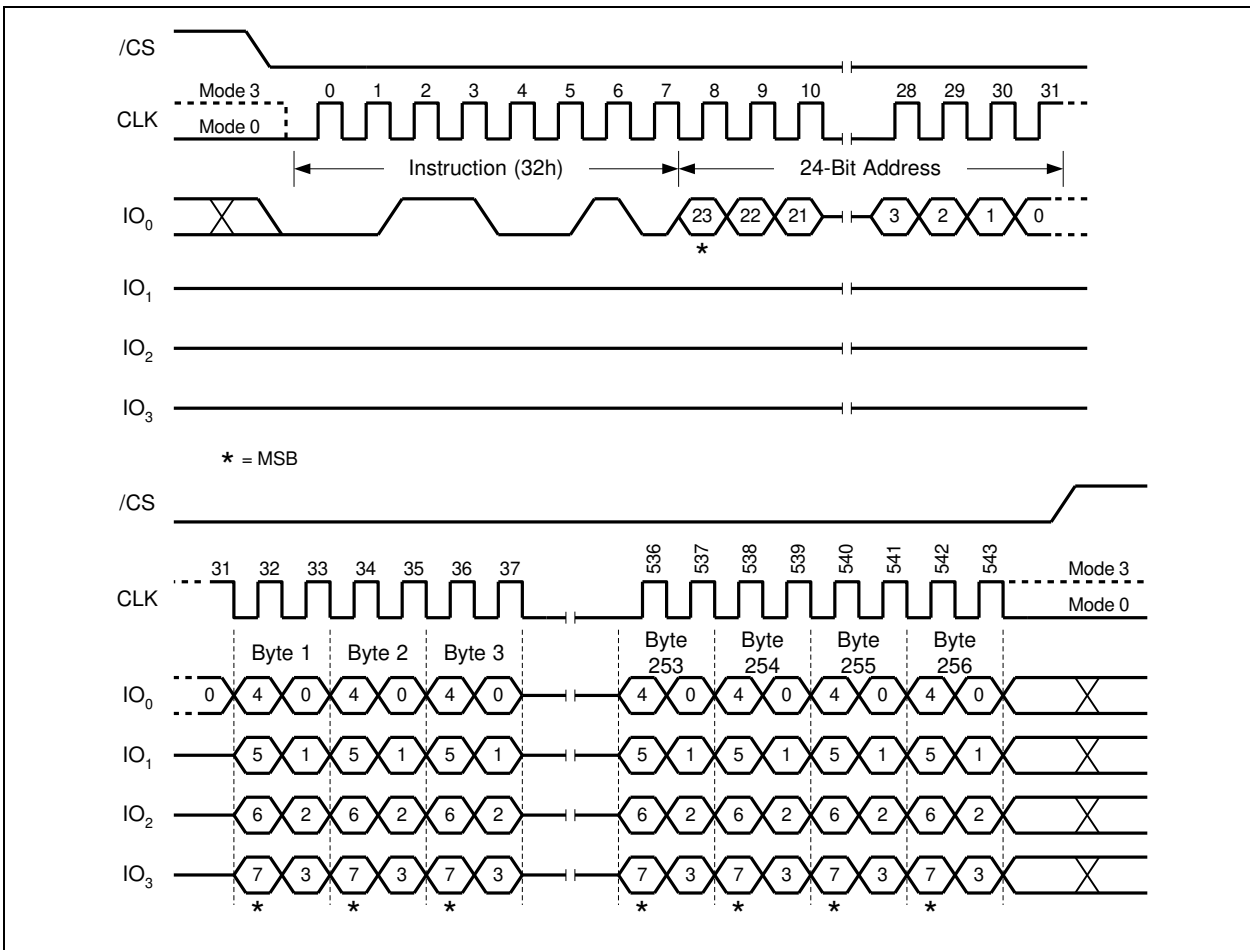 /CS
Mode 3 0 1 2 3 4 5 6 7 8 9 10 28 29 30 31
CLK
Mode 0
Instruction (32h) 24-Bit Address
IO0 23 22 21 3 2 1 0
*
IO1
IO2
IO3
* = MSB
/CS
31 32 33 34 35 36 37 536 537 538 539 540 541 542 543 Mode 3
CLK
Mode 0
Byte 1 Byte 2 Byte 3 Byte 253 Byte 254 Byte 255 Byte 256
IO0 0 4 0 4 0 4 0 4 0 4 0 4 0 4 0
IO1 5 1 5 1 5 1 5 1 5 1 5 1 5 1
IO2 6 2 6 2 6 2 6 2 6 2 6 2 6 2
IO3 7 3 7 3 7 3 7 3 7 3 7 3 7 3
* * * * * * *